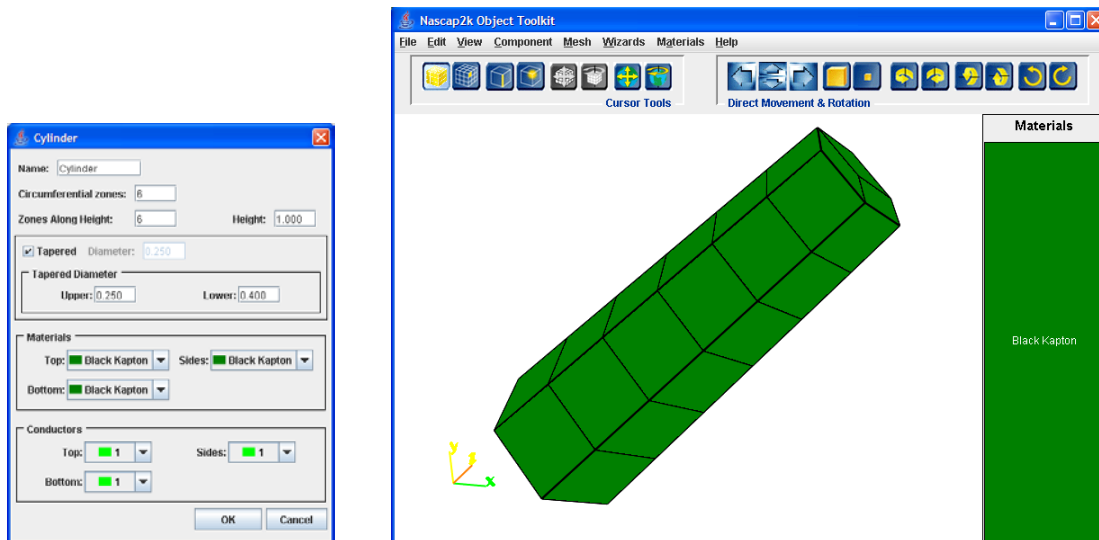 Cylinder
Name: Cylinder
Circumferential zones: 6
Zones Along Height: 6 Height: 1.000
Tapered Diameter: 0.250
Tapered Diameter
Upper: 0.250 Lower: 0.400
Materials
Top: Black Kapton Sides: Black Kapton
Bottom: Black Kapton
Conductors
Top: 1 Sides: 1
Bottom: 1
OK Cancel
Nascap2k Object Toolkit
File Edit View Component Mesh Wizards Materials Help
Cursor Tools
Direct Movement & Rotation
Materials
Black Kapton
y
z
x